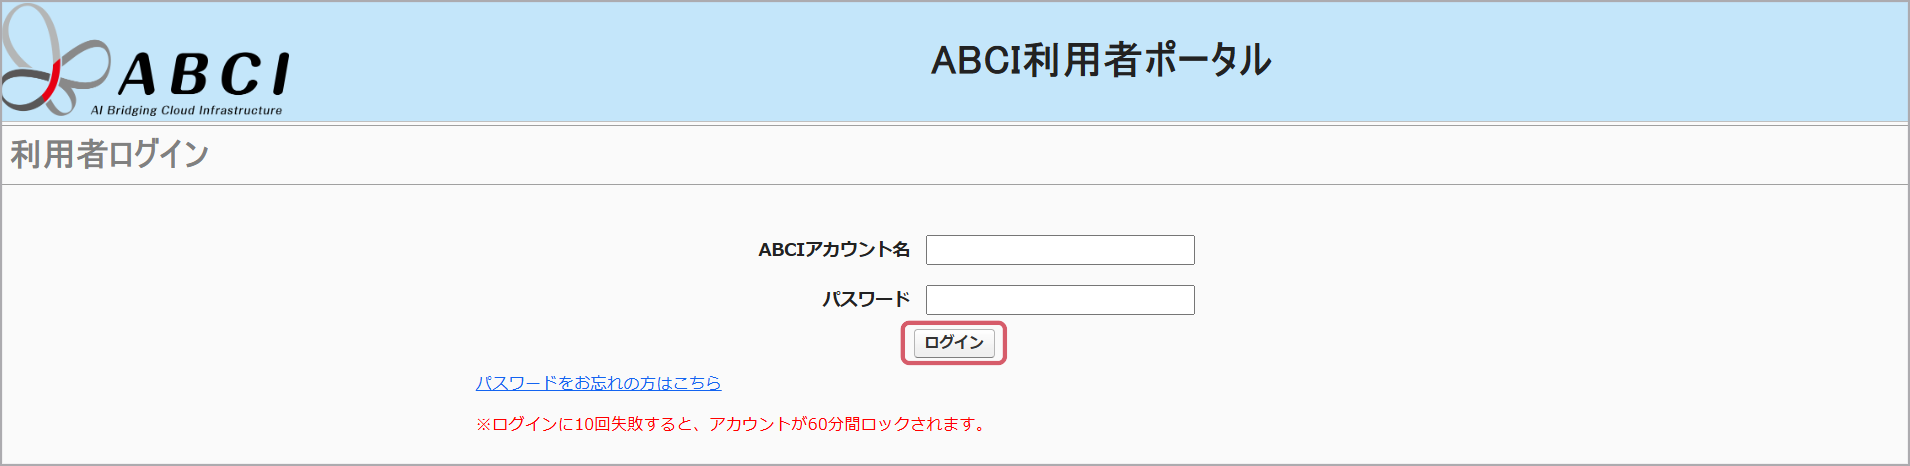 ABCI
AI Bridging Cloud Infrastructure
ABCI利用者ポータル
利用者ログイン
ABCIアカウント名
パスワード
ログイン
パスワードをお忘れの方はこちら
※ログインに10回失敗すると、アカウントが60分間ロックされます。